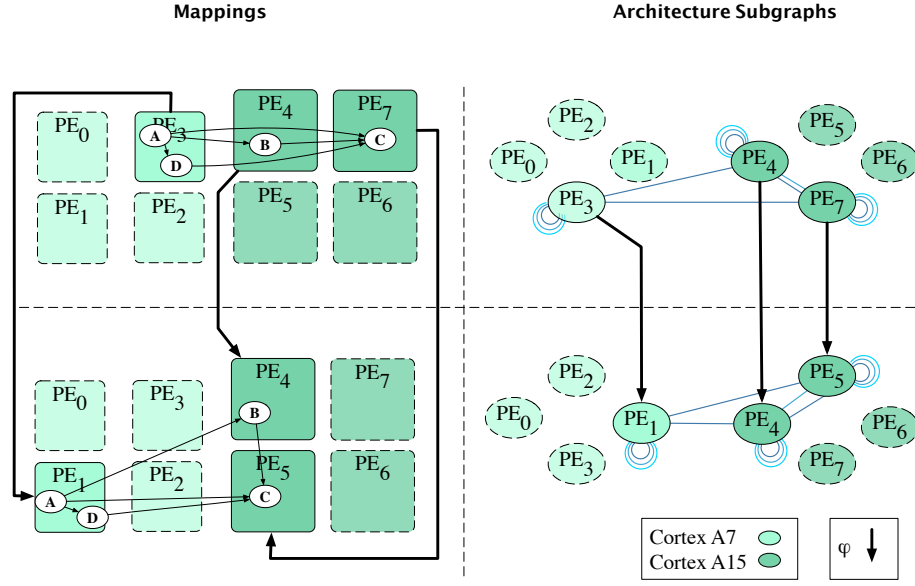 Mappings
Architecture Subgraphs
PE0
PE3
PE4
PE7
A
B
C
D
PE1
PE2
PE5
PE6
PE2
PE5
PE0
PE1
PE4
PE6
PE3
PE7
PE0
PE3
PE4
PE7
B
PE1
PE2
PE5
PE6
A
C
D
PE2
PE5
PE0
PE1
PE4
PE6
PE3
PE7
Cortex A7
Cortex A15
φ